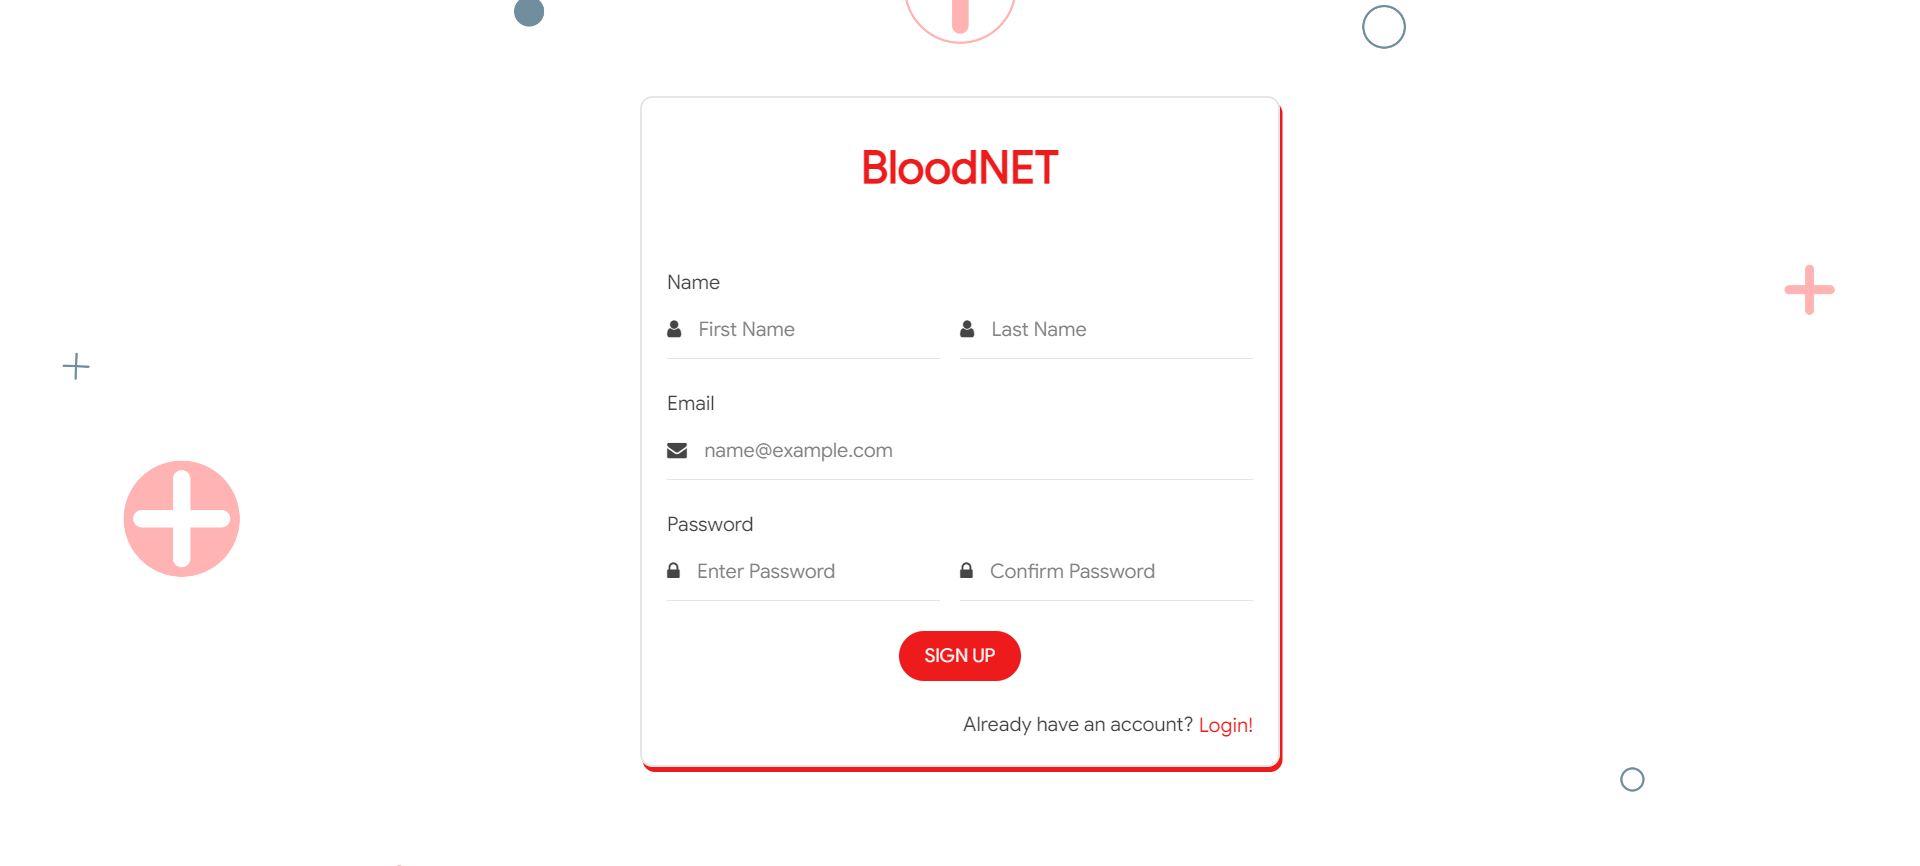 BloodNET
Name
First Name Last Name
Email
name@example.com
Password
Enter Password Confirm Password
SIGN UP
Already have an account? Login!